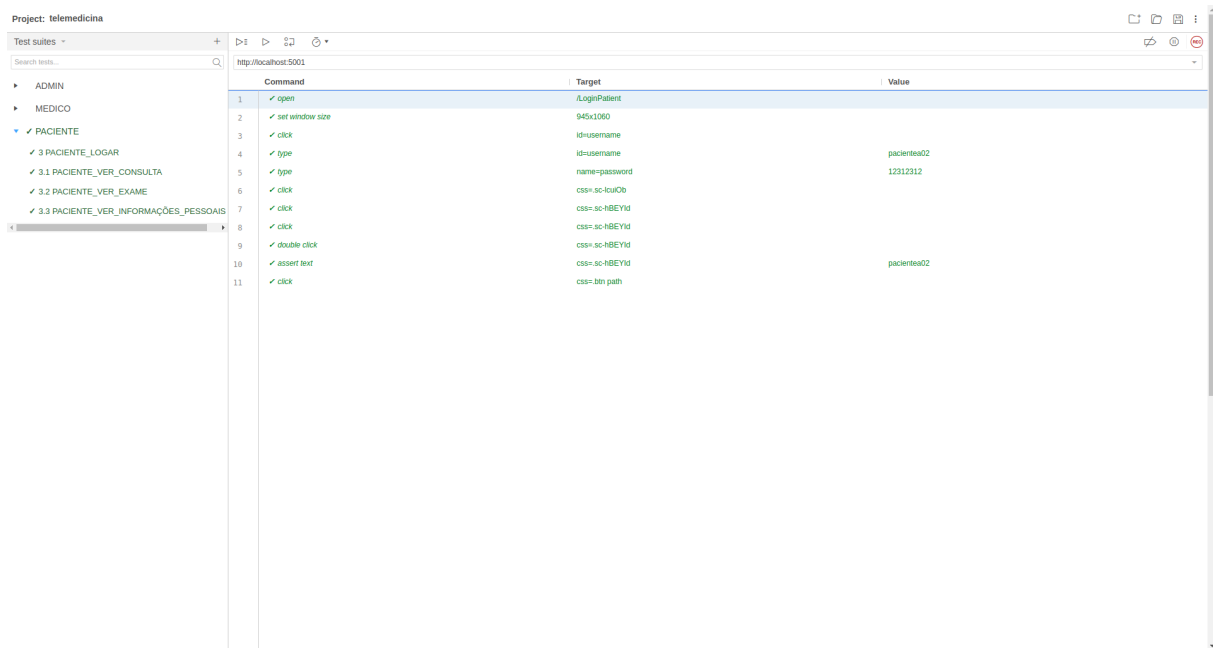 Project: telemedicina
Test suites
Search tests...
ADMIN
MEDICO
✓ PACIENTE
✓ 3 PACIENTE_LOGAR
✓ 3.1 PACIENTE_VER_CONSULTA
✓ 3.2 PACIENTE_VER_EXAME
✓ 3.3 PACIENTE_VER_INFORMAÇÕES_PESSOAIS
REC
http://localhost:5001
Command Target Value
1 ✓ open /LoginPatient
2 ✓ set window size 945x1060
3 ✓ click id=username
4 ✓ type id=username pacientea02
5 ✓ type name=password 12312312
6 ✓ click css=.sc-lcuiOb
7 ✓ click css=.sc-hBEYId
8 ✓ click css=.sc-hBEYId
9 ✓ double click css=.sc-hBEYId
10 ✓ assert text css=.sc-hBEYId pacientea02
11 ✓ click css=.btn path